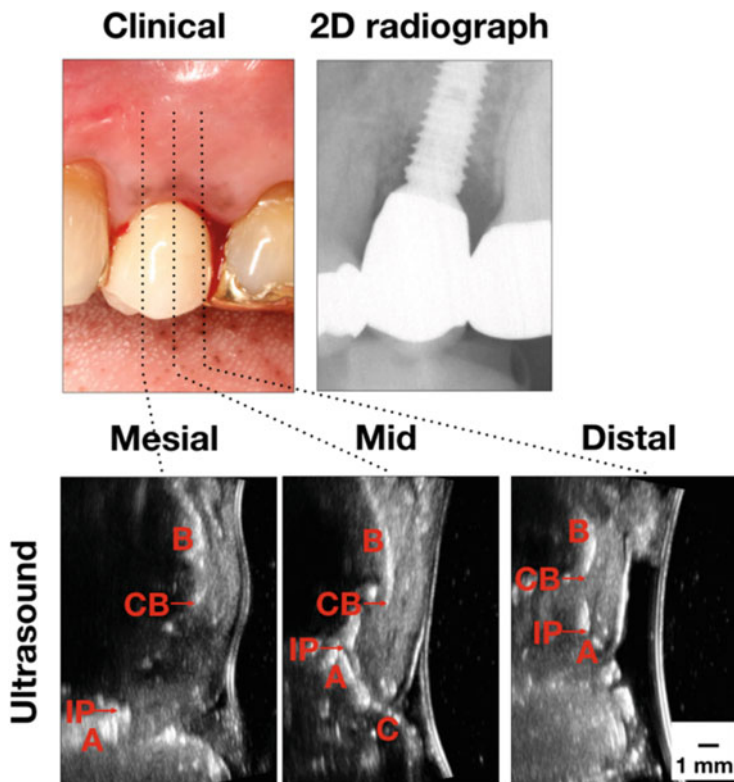 Clinical 2D radiograph
Mesial Mid Distal
Ultrasound
B
CB
IP
A
B
CB
IP
A
C
B
CB
IP
A
1 mm